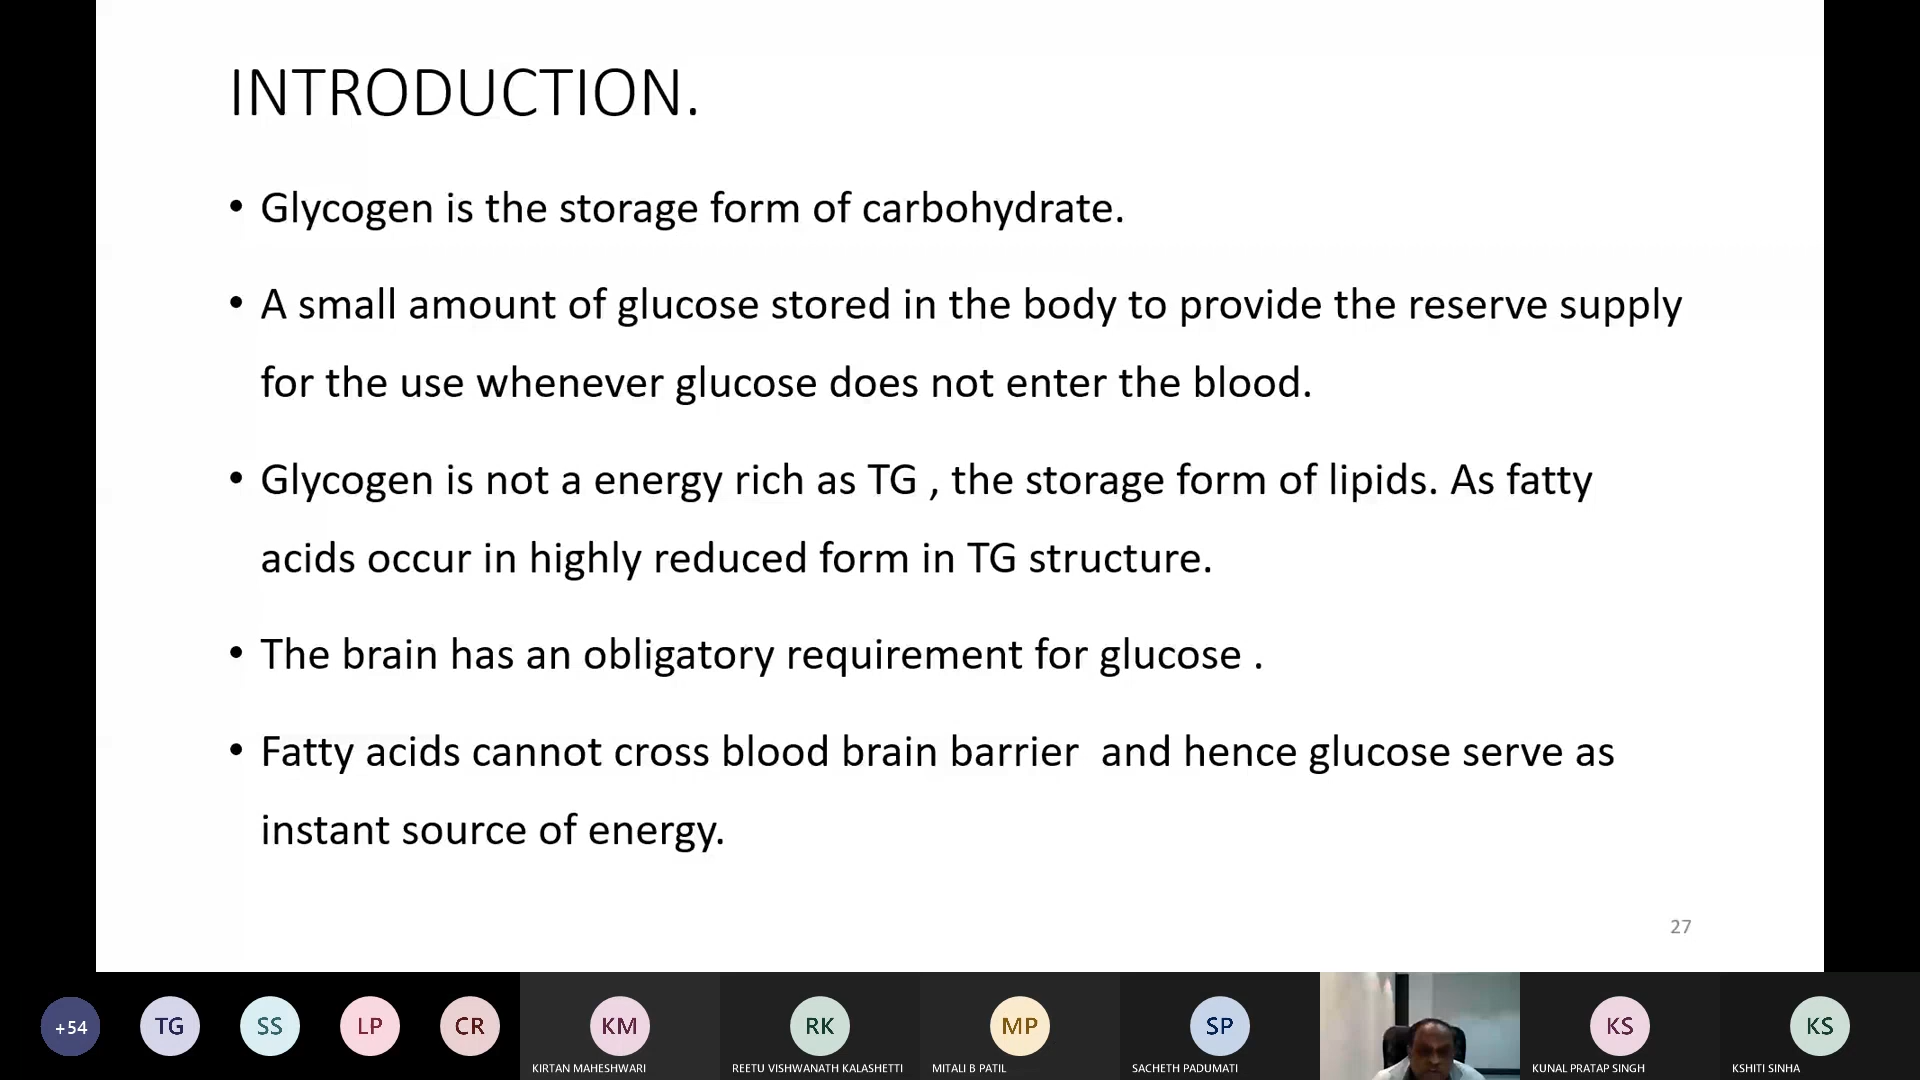 INTRODUCTION.
• Glycogen is the storage form of carbohydrate.
• A small amount of glucose stored in the body to provide the reserve supply
for the use whenever glucose does not enter the blood.
• Glycogen is not a energy rich as TG , the storage form of lipids. As fatty
acids occur in highly reduced form in TG structure.
• The brain has an obligatory requirement for glucose .
• Fatty acids cannot cross blood brain barrier  and hence glucose serve as
instant source of energy.
27
+54 TG SS LP CR KM RK MP SP KS KS
KIRTAN MAHESHWARI REETU VISHWANATH KALASHETTI MITALI B PATIL SACHETH PADUMATI KUNAL PRATAP SINGH KSHITI SINHA